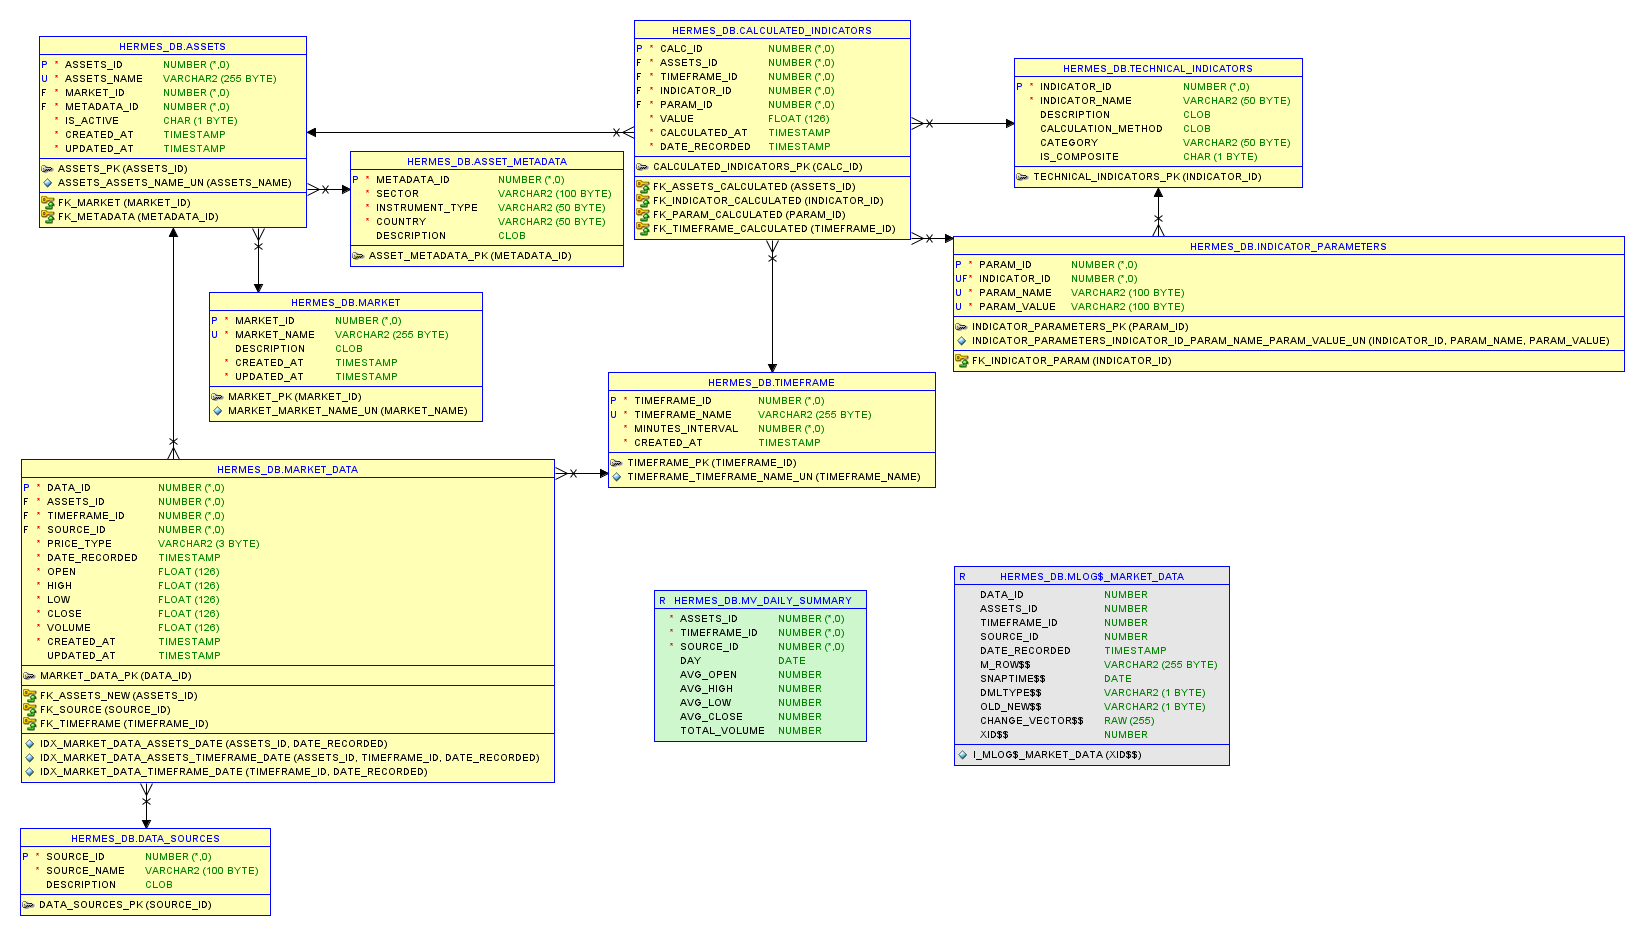 HERMES_DB.ASSETS
P * ASSETS_ID NUMBER (*,0)
U * ASSETS_NAME VARCHAR2 (255 BYTE)
F * MARKET_ID NUMBER (*,0)
F * METADATA_ID NUMBER (*,0)
* IS_ACTIVE CHAR (1 BYTE)
* CREATED_AT TIMESTAMP
* UPDATED_AT TIMESTAMP
ASSETS_PK (ASSETS_ID)
ASSETS_ASSETS_NAME_UN (ASSETS_NAME)
FK_MARKET (MARKET_ID)
FK_METADATA (METADATA_ID)
HERMES_DB.ASSET_METADATA
P * METADATA_ID NUMBER (*,0)
* SECTOR VARCHAR2 (100 BYTE)
* INSTRUMENT_TYPE VARCHAR2 (50 BYTE)
* COUNTRY VARCHAR2 (50 BYTE)
DESCRIPTION CLOB
ASSET_METADATA_PK (METADATA_ID)
HERMES_DB.CALCULATED_INDICATORS
P * CALC_ID NUMBER (*,0)
F * ASSETS_ID NUMBER (*,0)
F * TIMEFRAME_ID NUMBER (*,0)
F * INDICATOR_ID NUMBER (*,0)
F * PARAM_ID NUMBER (*,0)
* VALUE FLOAT (126)
* CALCULATED_AT TIMESTAMP
* DATE_RECORDED TIMESTAMP
CALCULATED_INDICATORS_PK (CALC_ID)
FK_ASSETS_CALCULATED (ASSETS_ID)
FK_INDICATOR_CALCULATED (INDICATOR_ID)
FK_PARAM_CALCULATED (PARAM_ID)
FK_TIMEFRAME_CALCULATED (TIMEFRAME_ID)
HERMES_DB.TECHNICAL_INDICATORS
P * INDICATOR_ID NUMBER (*,0)
* INDICATOR_NAME VARCHAR2 (50 BYTE)
DESCRIPTION CLOB
CALCULATION_METHOD CLOB
CATEGORY VARCHAR2 (50 BYTE)
IS_COMPOSITE CHAR (1 BYTE)
TECHNICAL_INDICATORS_PK (INDICATOR_ID)
HERMES_DB.INDICATOR_PARAMETERS
P * PARAM_ID NUMBER (*,0)
UF* INDICATOR_ID NUMBER (*,0)
U * PARAM_NAME VARCHAR2 (100 BYTE)
U * PARAM_VALUE VARCHAR2 (100 BYTE)
INDICATOR_PARAMETERS_PK (PARAM_ID)
INDICATOR_PARAMETERS_INDICATOR_ID_PARAM_NAME_PARAM_VALUE_UN (INDICATOR_ID, PARAM_NAME, PARAM_VALUE)
FK_INDICATOR_PARAM (INDICATOR_ID)
HERMES_DB.MARKET
P * MARKET_ID NUMBER (*,0)
U * MARKET_NAME VARCHAR2 (255 BYTE)
DESCRIPTION CLOB
* CREATED_AT TIMESTAMP
* UPDATED_AT TIMESTAMP
MARKET_PK (MARKET_ID)
MARKET_MARKET_NAME_UN (MARKET_NAME)
HERMES_DB.TIMEFRAME
P * TIMEFRAME_ID NUMBER (*,0)
U * TIMEFRAME_NAME VARCHAR2 (255 BYTE)
* MINUTES_INTERVAL NUMBER (*,0)
* CREATED_AT TIMESTAMP
TIMEFRAME_PK (TIMEFRAME_ID)
TIMEFRAME_TIMEFRAME_NAME_UN (TIMEFRAME_NAME)
HERMES_DB.MARKET_DATA
P * DATA_ID NUMBER (*,0)
F * ASSETS_ID NUMBER (*,0)
F * TIMEFRAME_ID NUMBER (*,0)
F * SOURCE_ID NUMBER (*,0)
* PRICE_TYPE VARCHAR2 (3 BYTE)
* DATE_RECORDED TIMESTAMP
* OPEN FLOAT (126)
* HIGH FLOAT (126)
* LOW FLOAT (126)
* CLOSE FLOAT (126)
* VOLUME FLOAT (126)
* CREATED_AT TIMESTAMP
UPDATED_AT TIMESTAMP
MARKET_DATA_PK (DATA_ID)
FK_ASSETS_NEW (ASSETS_ID)
FK_SOURCE (SOURCE_ID)
FK_TIMEFRAME (TIMEFRAME_ID)
IDX_MARKET_DATA_ASSETS_DATE (ASSETS_ID, DATE_RECORDED)
IDX_MARKET_DATA_ASSETS_TIMEFRAME_DATE (ASSETS_ID, TIMEFRAME_ID, DATE_RECORDED)
IDX_MARKET_DATA_TIMEFRAME_DATE (TIMEFRAME_ID, DATE_RECORDED)
R HERMES_DB.MV_DAILY_SUMMARY
* ASSETS_ID NUMBER (*,0)
* TIMEFRAME_ID NUMBER (*,0)
* SOURCE_ID NUMBER (*,0)
DAY DATE
AVG_OPEN NUMBER
AVG_HIGH NUMBER
AVG_LOW NUMBER
AVG_CLOSE NUMBER
TOTAL_VOLUME NUMBER
R HERMES_DB.MLOG$_MARKET_DATA
DATA_ID NUMBER
ASSETS_ID NUMBER
TIMEFRAME_ID NUMBER
SOURCE_ID NUMBER
DATE_RECORDED TIMESTAMP
M_ROW$$ VARCHAR2 (255 BYTE)
SNAPTIME$$ DATE
DMLTYPE$$ VARCHAR2 (1 BYTE)
OLD_NEW$$ VARCHAR2 (1 BYTE)
CHANGE_VECTOR$$ RAW (255)
XID$$ NUMBER
I_MLOG$_MARKET_DATA (XID$$)
HERMES_DB.DATA_SOURCES
P * SOURCE_ID NUMBER (*,0)
* SOURCE_NAME VARCHAR2 (100 BYTE)
DESCRIPTION CLOB
DATA_SOURCES_PK (SOURCE_ID)